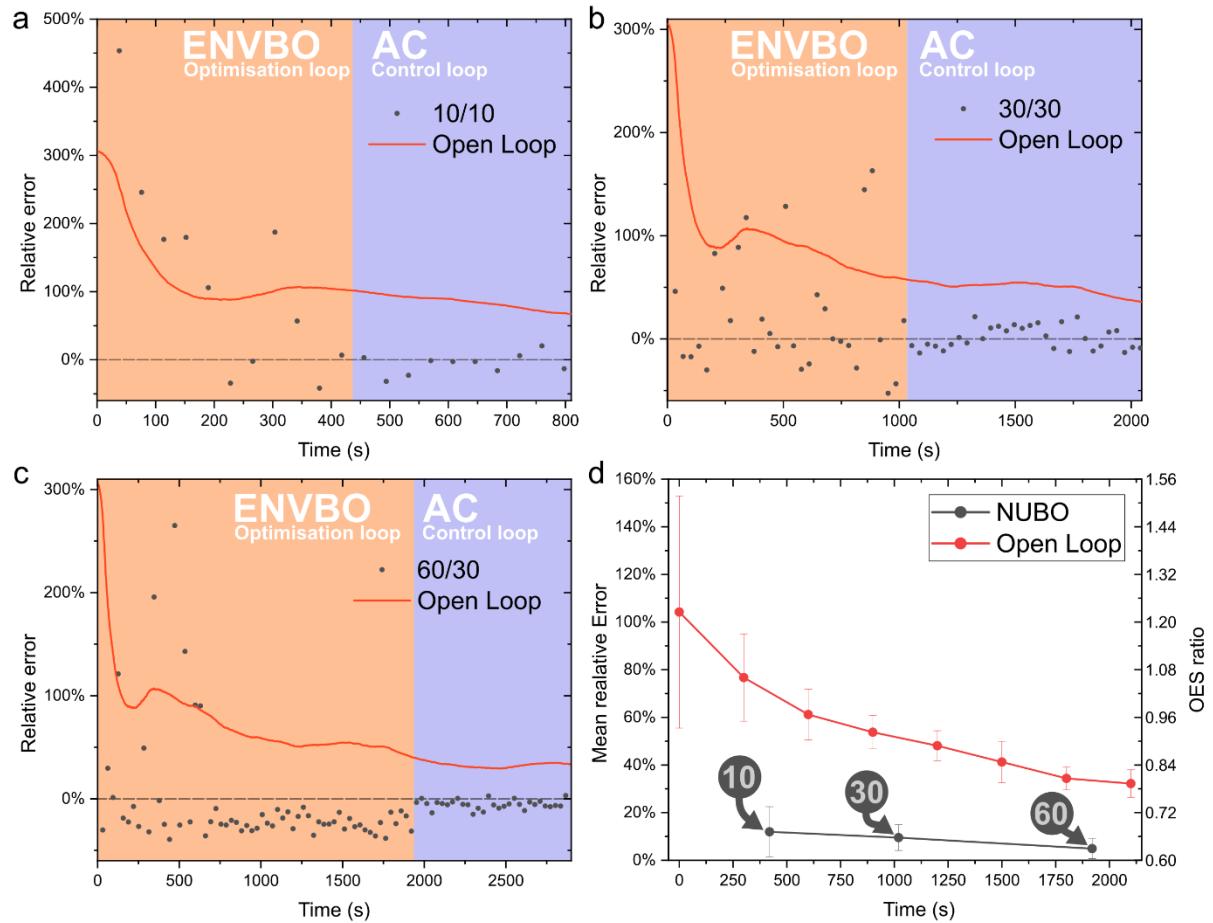 a
500%
400%
300%
200%
100%
0%
Relative error
ENVBO
Optimisation loop
AC
Control loop
10/10
Open Loop
0 100 200 300 400 500 600 700 800
Time (s)
b
300%
200%
100%
0%
Relative error
ENVBO
Optimisation loop
AC
Control loop
30/30
Open Loop
0 500 1000 1500 2000
Time (s)
c
300%
200%
100%
0%
Relative error
ENVBO
Optimisation loop
AC
Control loop
60/30
Open Loop
0 500 1000 1500 2000 2500
Time (s)
d
160%
140%
120%
100%
80%
60%
40%
20%
0%
Mean realative Error
NUBO
Open Loop
10
30
60
1.56
1.44
1.32
1.20
1.08
0.96
0.84
0.72
0.60
OES ratio
0 250 500 750 1000 1250 1500 1750 2000
Time (s)